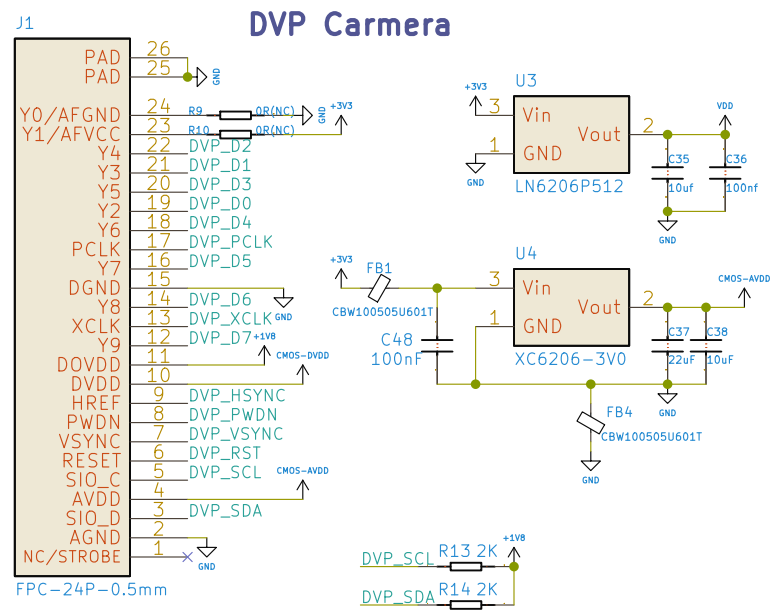 DVP Carmera
J1
PAD 26
PAD 25
GND
Y0/AFGND 24 R9 0R(NC) GND
Y1/AFVCC 23 R10 0R(NC) +3V3
Y4 22 DVP_D2
Y3 21 DVP_D1
Y5 20 DVP_D3
Y2 19 DVP_D0
Y6 18 DVP_D4
PCLK 17 DVP_PCLK
Y7 16 DVP_D5
DGND 15 GND
Y8 14 DVP_D6
XCLK 13 DVP_XCLK
Y9 12 DVP_D7
DOVDD 11 +1V8
DVDD 10 CMOS-DVDD
HREF 9 DVP_HSYNC
PWDN 8 DVP_PWDN
VSYNC 7 DVP_VSYNC
RESET 6 DVP_RST
SIO_C 5 DVP_SCL
AVDD 4 CMOS-AVDD
SIO_D 3 DVP_SDA
AGND 2 GND
NC/STROBE 1
FPC-24P-0.5mm
U3
+3V3 3 Vin
Vout 2 VDD
1 GND
GND
LN6206P512
C35
10uf
C36
100nf
GND
U4
+3V3
FB1
CBW100505U601T
3 Vin
Vout 2 CMOS-AVDD
1 GND
XC6206-3V0
C48
100nF
C37
22uF
C38
10uF
GND
FB4
CBW100505U601T
GND
+1V8
DVP_SCL R13 2K
DVP_SDA R14 2K